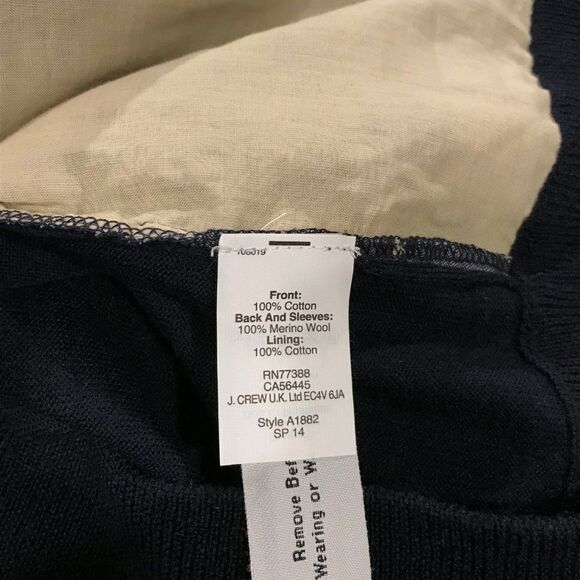 108019
Front:
100% Cotton
Back And Sleeves:
100% Merino Wool
Lining:
100% Cotton
RN77388
CA56445
J. CREW U.K. Ltd EC4V 6JA
Style A1882
SP 14
Remove Bef
Wearing or W